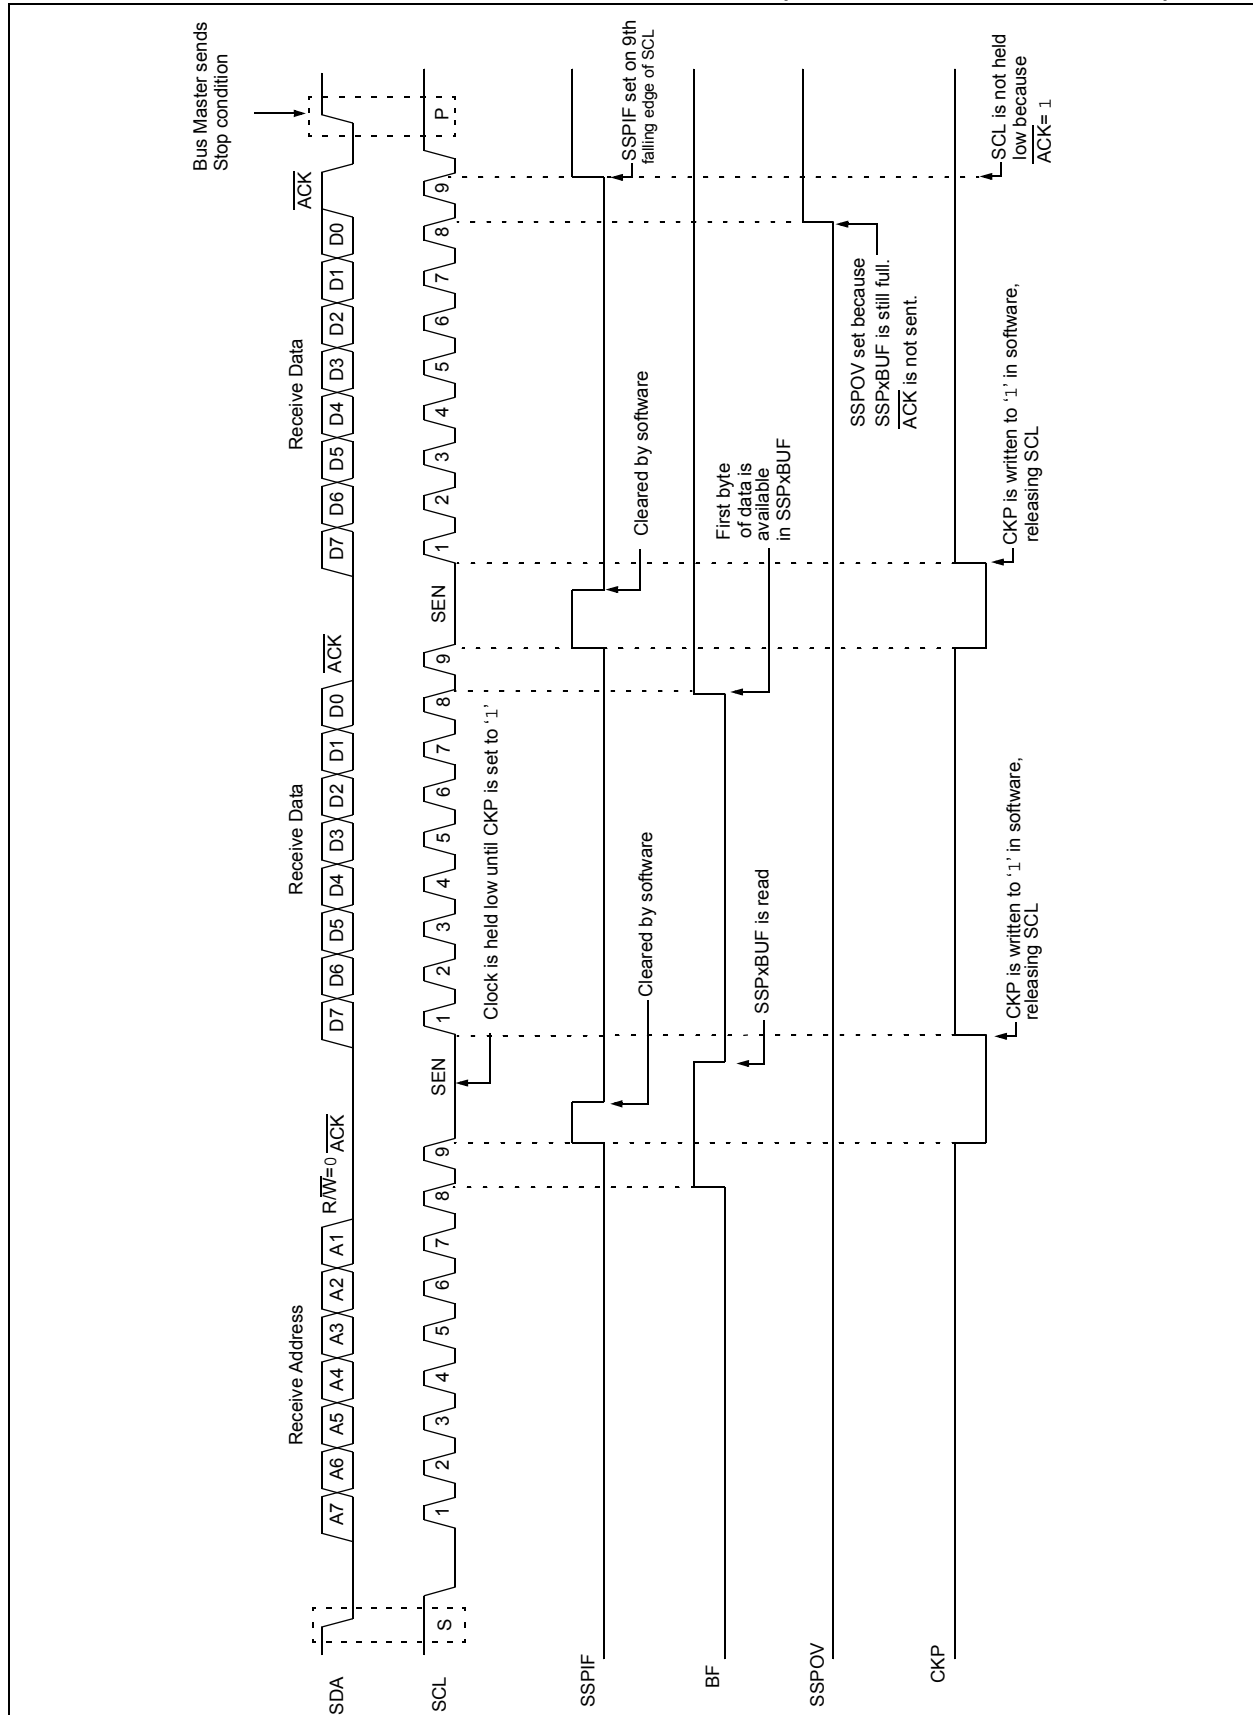 Bus Master sends
Stop condition
Receive Address
Receive Data
Receive Data
R/W=0 ACK
ACK
ACK
SDA
A7 A6 A5 A4 A3 A2 A1
D7 D6 D5 D4 D3 D2 D1 D0
D7 D6 D5 D4 D3 D2 D1 D0
SCL
S
1 2 3 4 5 6 7 8 9
SEN
1 2 3 4 5 6 7 8 9
SEN
1 2 3 4 5 6 7 8 9
P
Clock is held low until CKP is set to ‘1’
SSPIF
Cleared by software
Cleared by software
SSPIF set on 9th
falling edge of SCL
BF
SSPxBUF is read
First byte
of data is
available
in SSPxBUF
SSPOV
SSPOV set because
SSPxBUF is still full.
ACK is not sent.
CKP
CKP is written to ‘1’ in software,
releasing SCL
CKP is written to ‘1’ in software,
releasing SCL
SCL is not held
low because
ACK= 1